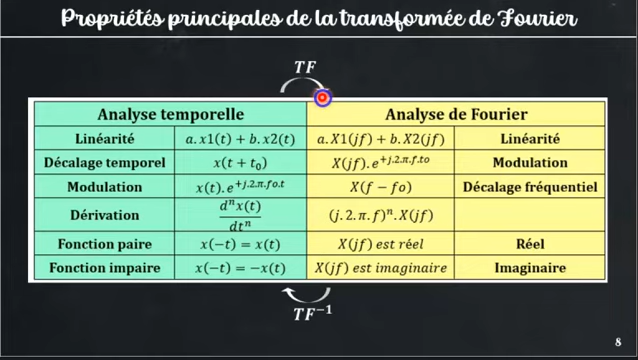 Propriétés principales de la transformée de Fourier
TF
Analyse temporelle Analyse de Fourier
Linéarité a.x1(t) + b.x2(t) a.X1(jf) + b.X2(jf) Linéarité
Décalage temporel x(t + t₀) X(jf).e^{+j.2.π.f.to} Modulation
Modulation x(t).e^{+j.2.π.fo.t} X(f − fo) Décalage fréquentiel
Dérivation dⁿx(t)/dtⁿ (j.2.π.f)ⁿ.X(jf)
Fonction paire x(−t) = x(t) X(jf) est réel Réel
Fonction impaire x(−t) = −x(t) X(jf) est imaginaire Imaginaire
TF⁻¹
8